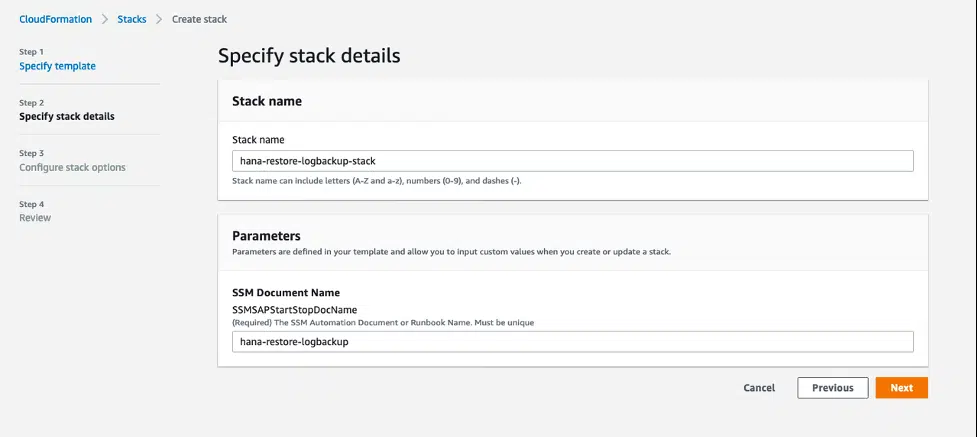 CloudFormation > Stacks > Create stack
Step 1
Specify template
Step 2
Specify stack details
Step 3
Configure stack options
Step 4
Review
Specify stack details
Stack name
Stack name
hana-restore-logbackup-stack
Stack name can include letters (A-Z and a-z), numbers (0-9), and dashes (-).
Parameters
Parameters are defined in your template and allow you to input custom values when you create or update a stack.
SSM Document Name
SSMSAPStartStopDocName
(Required) The SSM Automation Document or Runbook Name. Must be unique
hana-restore-logbackup
Cancel Previous Next